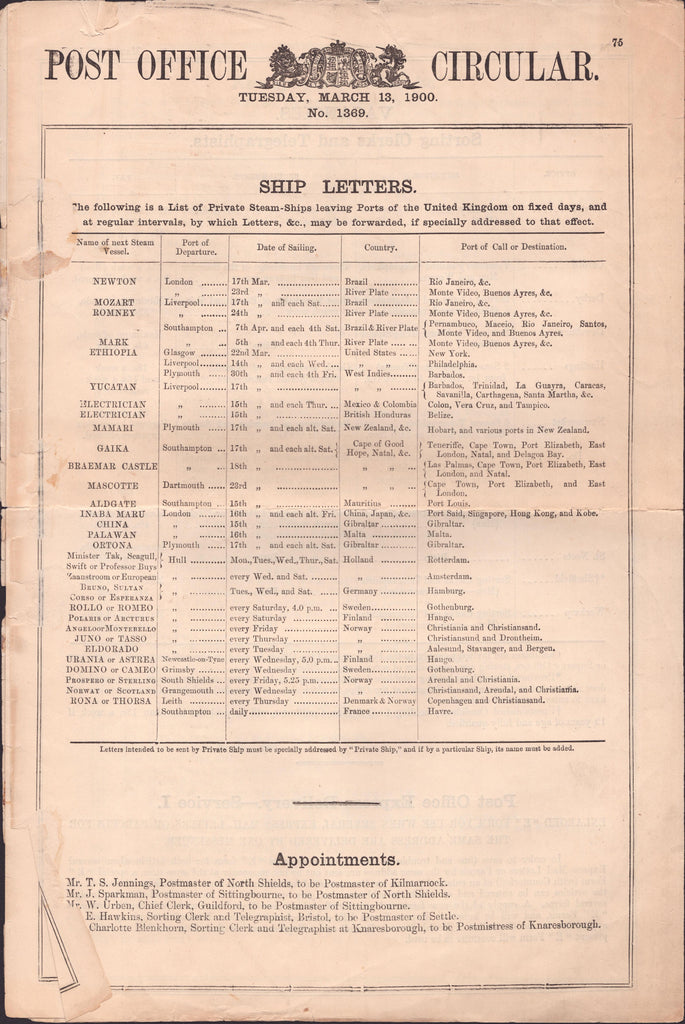 75
POST OFFICE CIRCULAR.
TUESDAY, MARCH 13, 1900.
No. 1369.
SHIP LETTERS.
The following is a List of Private Steam-Ships leaving Ports of the United Kingdom on fixed days, and
at regular intervals, by which Letters, &c., may be forwarded, if specially addressed to that effect.
Name of next Steam Vessel. Port of Departure. Date of Sailing. Country. Port of Call or Destination.
NEWTON London ......... 17th Mar. ...................... Brazil ............ Rio Janeiro, &c.
„ ......... 23rd „ ...................... River Plate ........ Monte Video, Buenos Ayres, &c.
MOZART Liverpool......... 17th „ and each Sat....... Brazil ............ Rio Janeiro, &c.
ROMNEY „ ......... 24th „ ...................... River Plate ........ Monte Video, Buenos Ayres, &c.
Southampton ... 7th Apr. and each 4th Sat. Brazil & River Plate { Pernambuco, Maceio, Rio Janeiro, Santos,
Monte Video, and Buenos Ayres.
MARK „ ... 5th „ and each 4th Thur. River Plate ..... ... Monte Video, Buenos Ayres, &c.
ETHIOPIA Glasgow ......... 22nd Mar. ...................... United States ...... New York.
Liverpool......... 14th „ and each Wed. ... „ „ ... Philadelphia.
Plymouth ...... 30th „ and each 4th Fri. West Indies......... Barbados.
YUCATAN Liverpool......... 17th „ ...................... „ „ ......... { Barbados, Trinidad, La Guayra, Caracas,
Savanilla, Carthagena, Santa Martha, &c.
ELECTRICIAN „ ......... 15th „ and each Thur. ... Mexico & Colombia Colon, Vera Cruz, and Tampico.
ELECTRICIAN „ ......... 15th „ ...................... British Honduras Belize.
MAMARI Plymouth ...... 17th „ and each alt. Sat. New Zealand, &c. Hobart, and various ports in New Zealand.
GAIKA Southampton ... 17th „ and each alt. Sat. } Cape of Good Hope, Natal, &c. { Teneriffe, Cape Town, Port Elizabeth, East
London, Natal, and Delagoa Bay.
BRAEMAR CASTLE „ ... 18th „ ...................... „ „ ... { Las Palmas, Cape Town, Port Elizabeth, East
London, and Natal.
MASCOTTE Dartmouth ...... 23rd „ ...................... „ „ ... { Cape Town, Port Elizabeth, and East
London.
ALDGATE Southampton ... 15th „ ...................... Mauritius ......... Port Louis.
INABA MARU London ......... 16th „ and each alt. Fri. China, Japan, &c. Port Said, Singapore, Hong Kong, and Kobe.
CHINA „ ......... 15th „ ...................... Gibraltar ......... Gibraltar.
PALAWAN „ ......... 16th „ ...................... Malta ............ Malta.
ORTONA Plymouth ...... 17th „ and each alt. Sat. Gibraltar ......... Gibraltar.
Minister Tak, Seagull, Swift or Professor Buys } Hull ............ Mon., Tues., Wed., Thur., Sat. Holland ......... Rotterdam.
Zaanstroom or European „ ......... every Wed. and Sat. ......... „ ......... Amsterdam.
BRUNO, SULTAN CORSO or ESPERANZA } „ ......... Tues., Wed., and Sat. ...... Germany ......... Hamburg.
ROLLO or ROMEO „ ......... every Saturday, 4.0 p.m. ... Sweden............ Gothenburg.
POLARIS or ARCTURUS „ ......... every Saturday ............ Finland ......... Hango.
ANGELO or MONTEBELLO „ ......... every Friday ............ Norway ......... Christiania and Christiansand.
JUNO or TASSO „ ......... every Thursday ............ „ ......... Christiansund and Drontheim.
ELDORADO „ ......... every Tuesday ............ „ ......... Aalesund, Stavanger, and Bergen.
URANIA or ASTREA Newcastle-on-Tyne every Wednesday, 5.0 p.m... Finland ......... Hango.
DOMINO or CAMEO Grimsby ......... every Wednesday ............ Sweden............ Gothenburg.
PROSPERO or STERLING South Shields ... every Friday, 5.25 p.m. ...... Norway ......... Arendal and Christiania.
NORWAY or SCOTLAND Grangemouth ... every Wednesday ............ „ ......... Christiansand, Arendal, and Christiania.
RONA or THORSA Leith ............ every Thursday ............ Denmark & Norway Copenhagen and Christiansand.
Southampton ... daily........................ France ............ Havre.
Letters intended to be sent by Private Ship must be specially addressed by "Private Ship," and if by a particular Ship, its name must be added.
Appointments.
Mr. T. S. Jennings, Postmaster of North Shields, to be Postmaster of Kilmarnock.
Mr. J. Sparkman, Postmaster of Sittingbourne, to be Postmaster of North Shields.
Mr. W. Urben, Chief Clerk, Guildford, to be Postmaster of Sittingbourne.
E. Hawkins, Sorting Clerk and Telegraphist, Bristol, to be Postmaster of Settle.
Charlotte Blenkhorn, Sorting Clerk and Telegraphist at Knaresborough, to be Postmistress of Knaresborough.